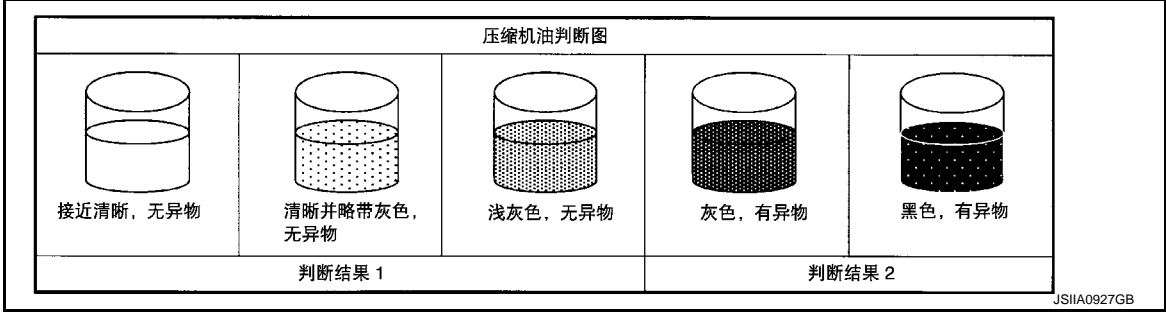 压缩机油判断图
接近清晰，无异物
清晰并略带灰色，
无异物
浅灰色，无异物
灰色，有异物
黑色，有异物
判断结果 1
判断结果 2
JSIIA0927GB